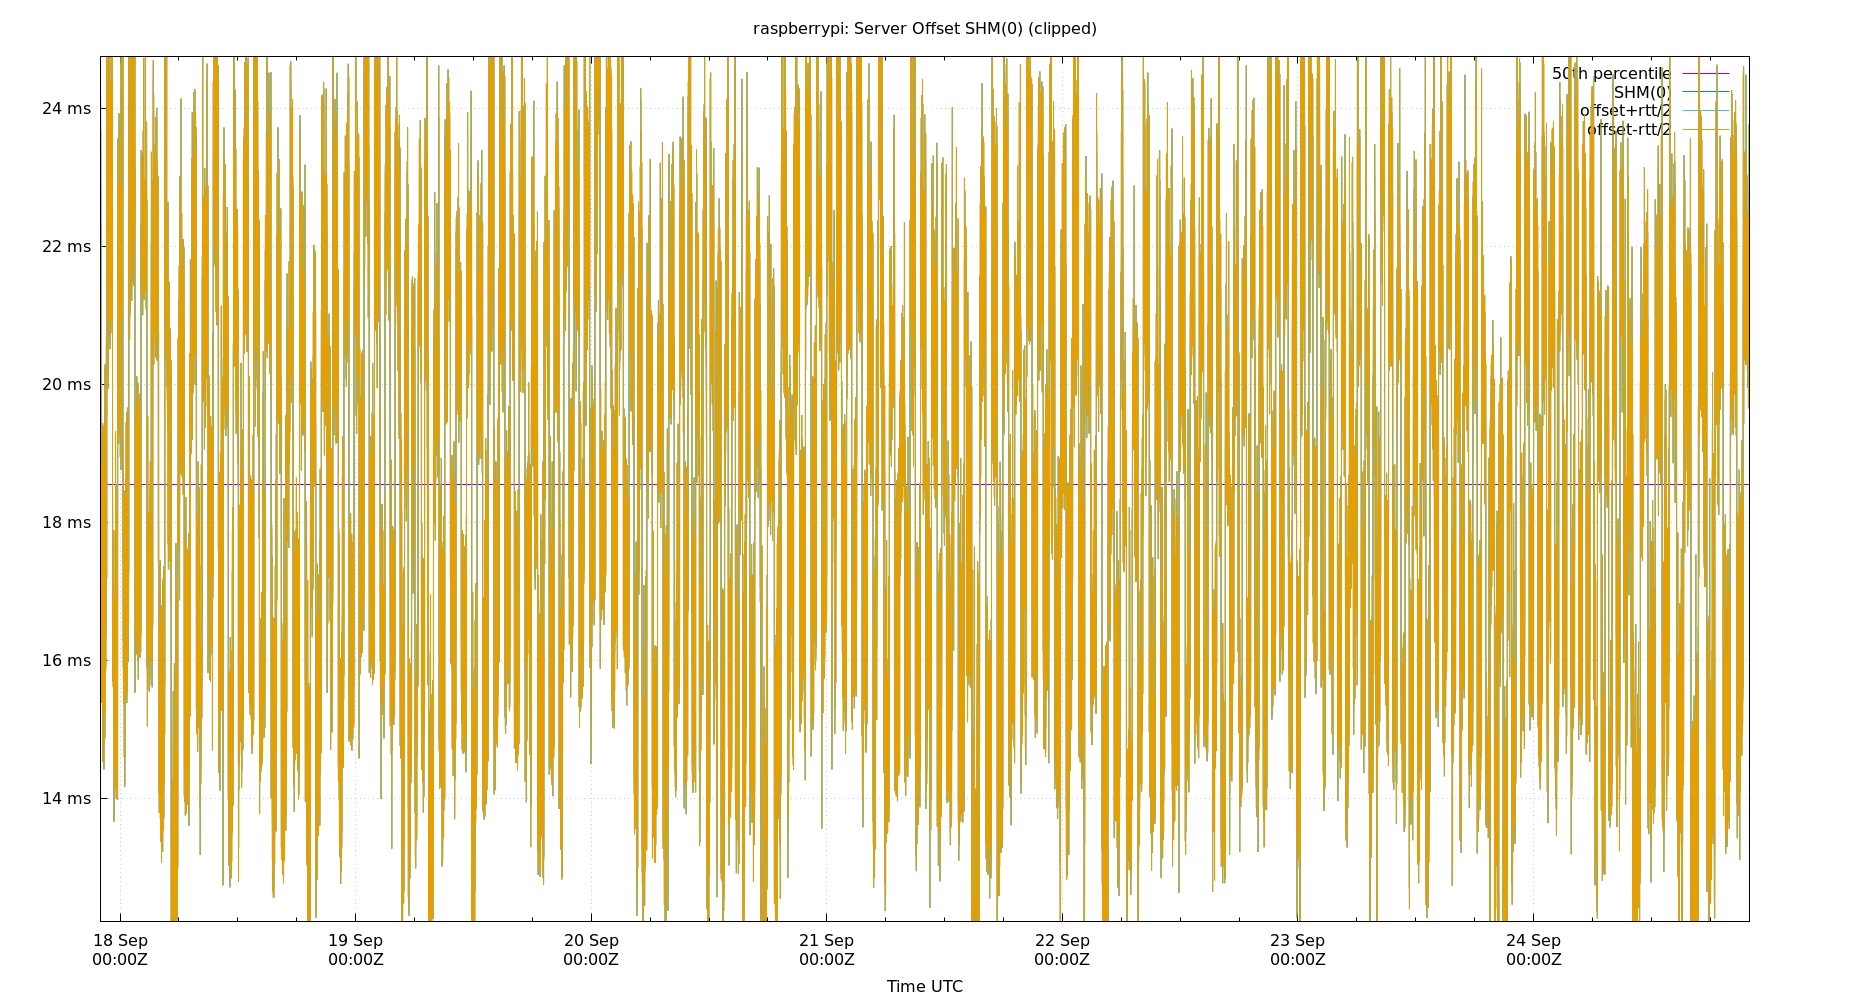 raspberrypi: Server Offset SHM(0) (clipped)
24 ms
22 ms
20 ms
18 ms
16 ms
14 ms
50th percentile
SHM(0)
offset+rtt/2
offset-rtt/2
18 Sep
00:00Z
19 Sep
00:00Z
20 Sep
00:00Z
21 Sep
00:00Z
22 Sep
00:00Z
23 Sep
00:00Z
24 Sep
00:00Z
Time UTC